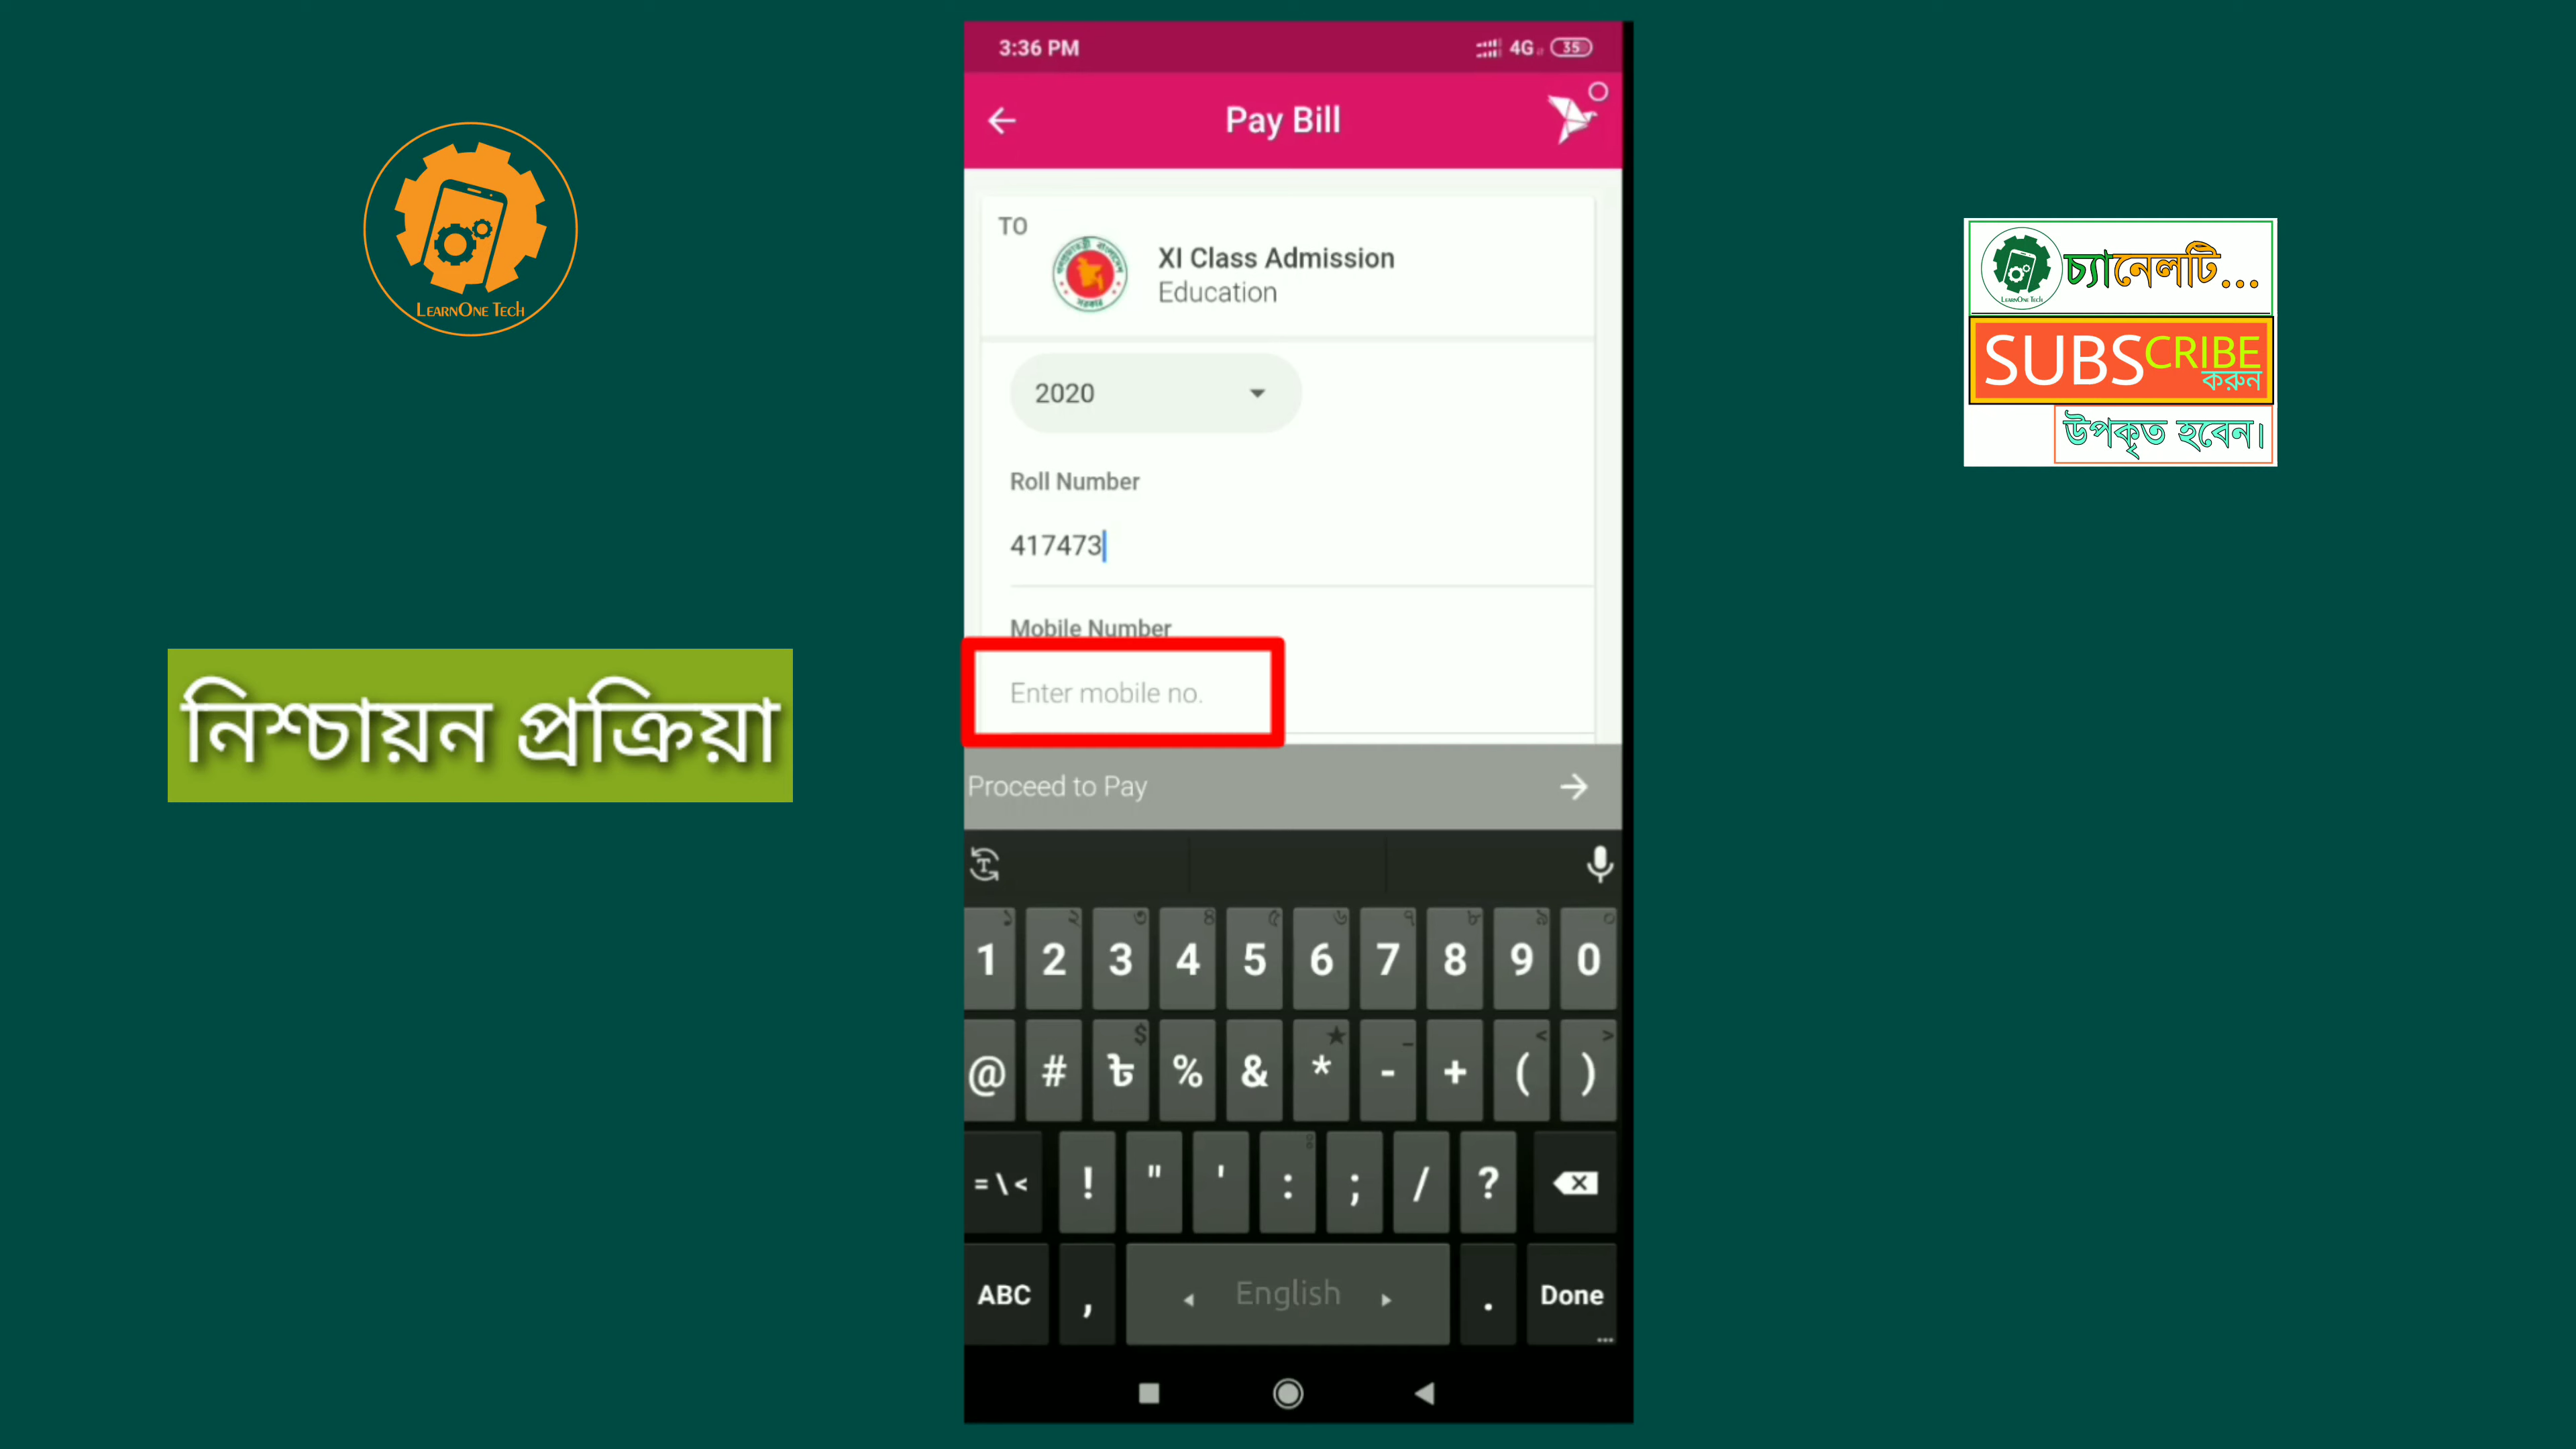 3:36 PM
4G
35
Pay Bill
TO
XI Class Admission
Education
2020
Roll Number
417473
Mobile Number
Enter mobile no.
Proceed to Pay
1 2 3 4 5 6 7 8 9 0
@ # ৳ % & * - + ( )
= \ < ! " ' : ; / ?
ABC , English . Done
LEARNONE TECH
নিশ্চায়ন প্রক্রিয়া
LEARNONE TECH
চ্যানেলটি...
SUBSCRIBE
করুন
উপকৃত হবেন।